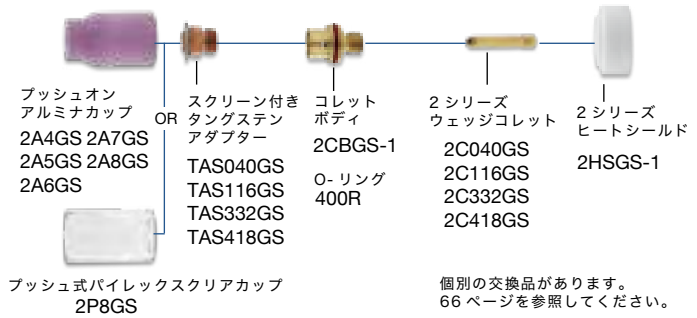 プッシュオン
アルミナカップ
2A4GS 2A7GS
2A5GS 2A8GS
2A6GS
OR
プッシュ式パイレックスクリアカップ
2P8GS
スクリーン付き
タングステン
アダプター
TAS040GS
TAS116GS
TAS332GS
TAS418GS
コレット
ボディ
2CBGS-1
O- リング
400R
2 シリーズ
ウェッジコレット
2C040GS
2C116GS
2C332GS
2C418GS
2 シリーズ
ヒートシールド
2HSGS-1
個別の交換品があります。
66 ページを参照してください。